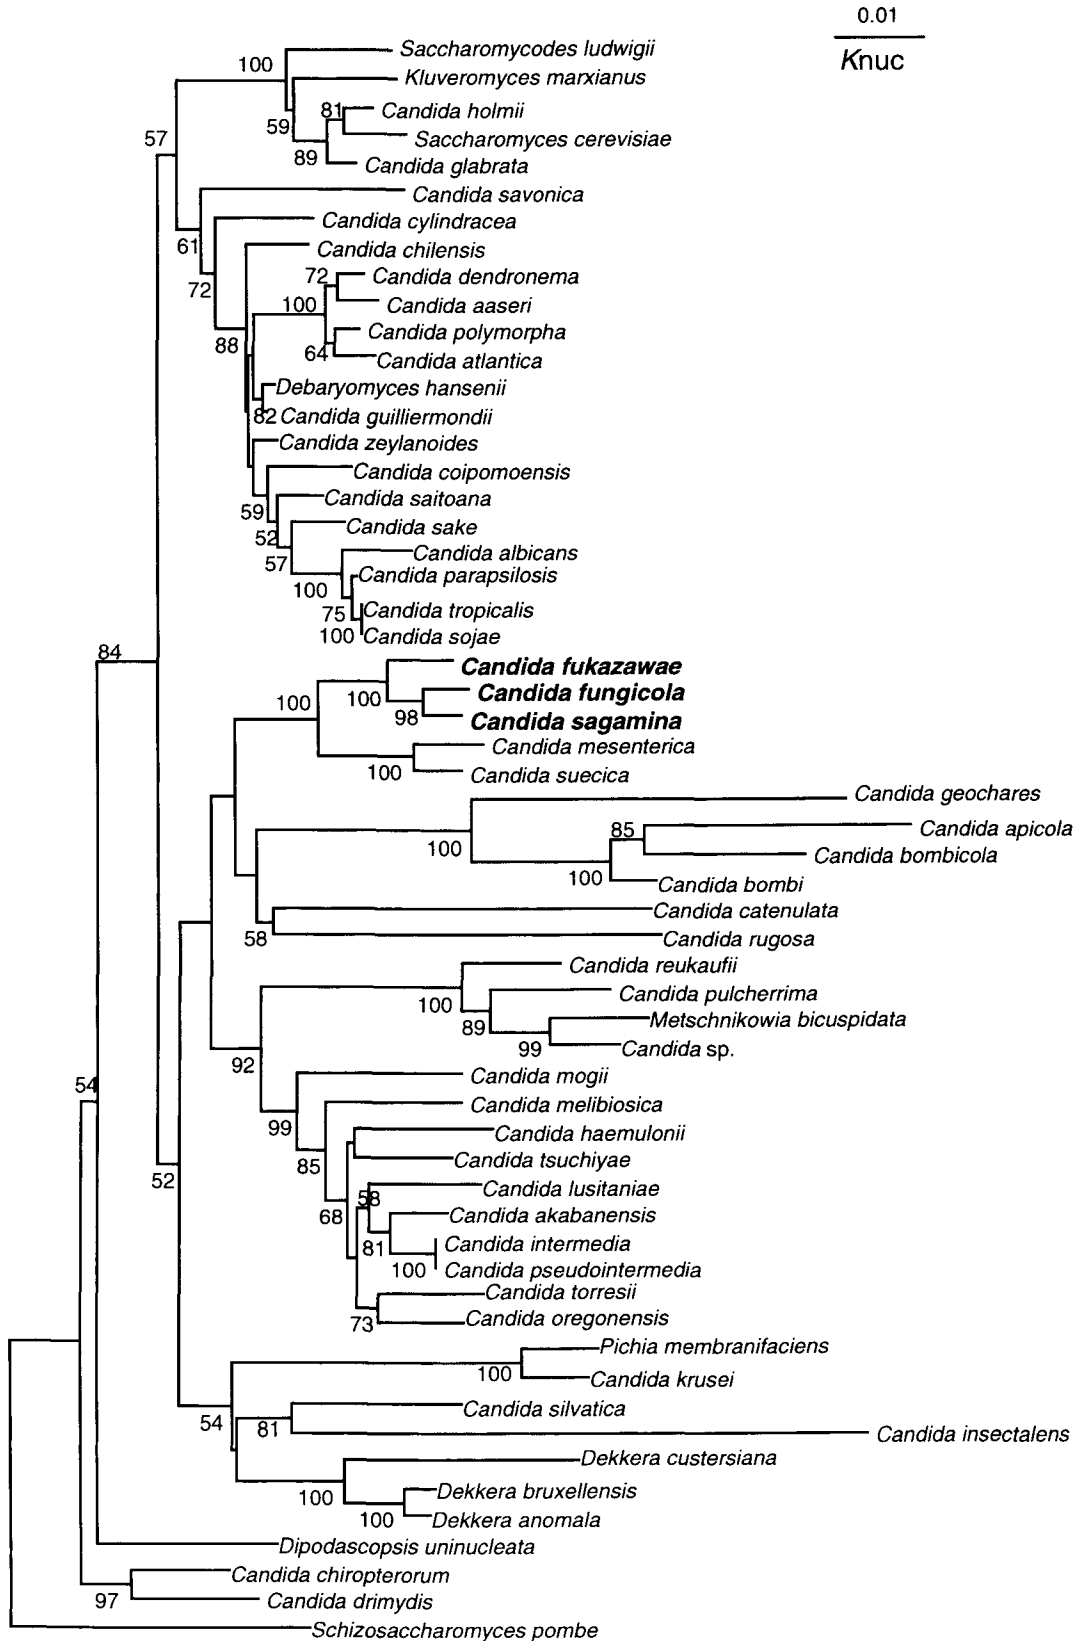 0.01
Knuc
Saccharomycodes ludwigii
100
Kluveromyces marxianus
81
Candida holmii
59
Saccharomyces cerevisiae
57
89
Candida glabrata
Candida savonica
Candida cylindracea
61
Candida chilensis
72
Candida dendronema
72
100
Candida aaseri
Candida polymorpha
88
64
Candida atlantica
Debaryomyces hansenii
82
Candida guilliermondii
Candida zeylanoides
Candida coipomoensis
59
Candida saitoana
52
Candida sake
57
Candida albicans
100
Candida parapsilosis
75
Candida tropicalis
100
Candida sojae
84
Candida fukazawae
100
100
Candida fungicola
98
Candida sagamina
Candida mesenterica
100
Candida suecica
Candida geochares
85
Candida apicola
100
Candida bombicola
100
Candida bombi
Candida catenulata
58
Candida rugosa
Candida reukaufii
100
Candida pulcherrima
89
Metschnikowia bicuspidata
99
Candida sp.
92
Candida mogii
54
Candida melibiosica
99
Candida haemulonii
85
Candida tsuchiyae
52
58
Candida lusitaniae
68
Candida akabanensis
81
Candida intermedia
100
Candida pseudointermedia
Candida torresii
73
Candida oregonensis
Pichia membranifaciens
100
Candida krusei
Candida silvatica
54
81
Candida insectalens
Dekkera custersiana
100
Dekkera bruxellensis
100
Dekkera anomala
Dipodascopsis uninucleata
Candida chiropterorum
97
Candida drimydis
Schizosaccharomyces pombe